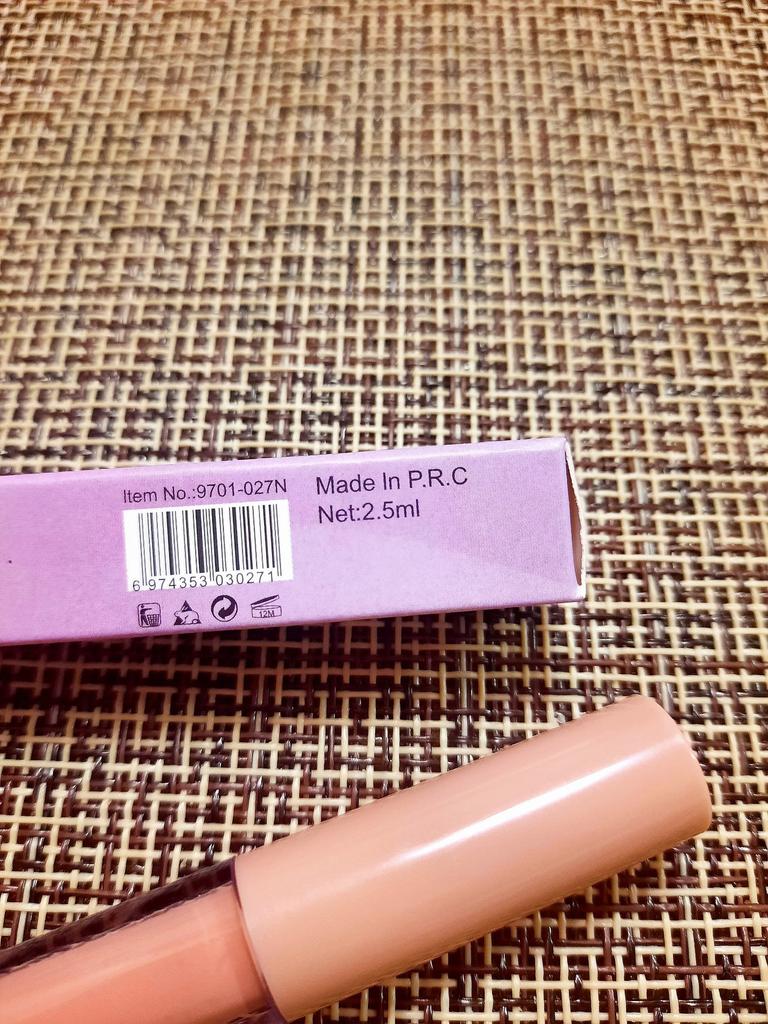 Item No.:9701-027N
Made In P.R.C
Net:2.5ml
6 974353 030271
12M